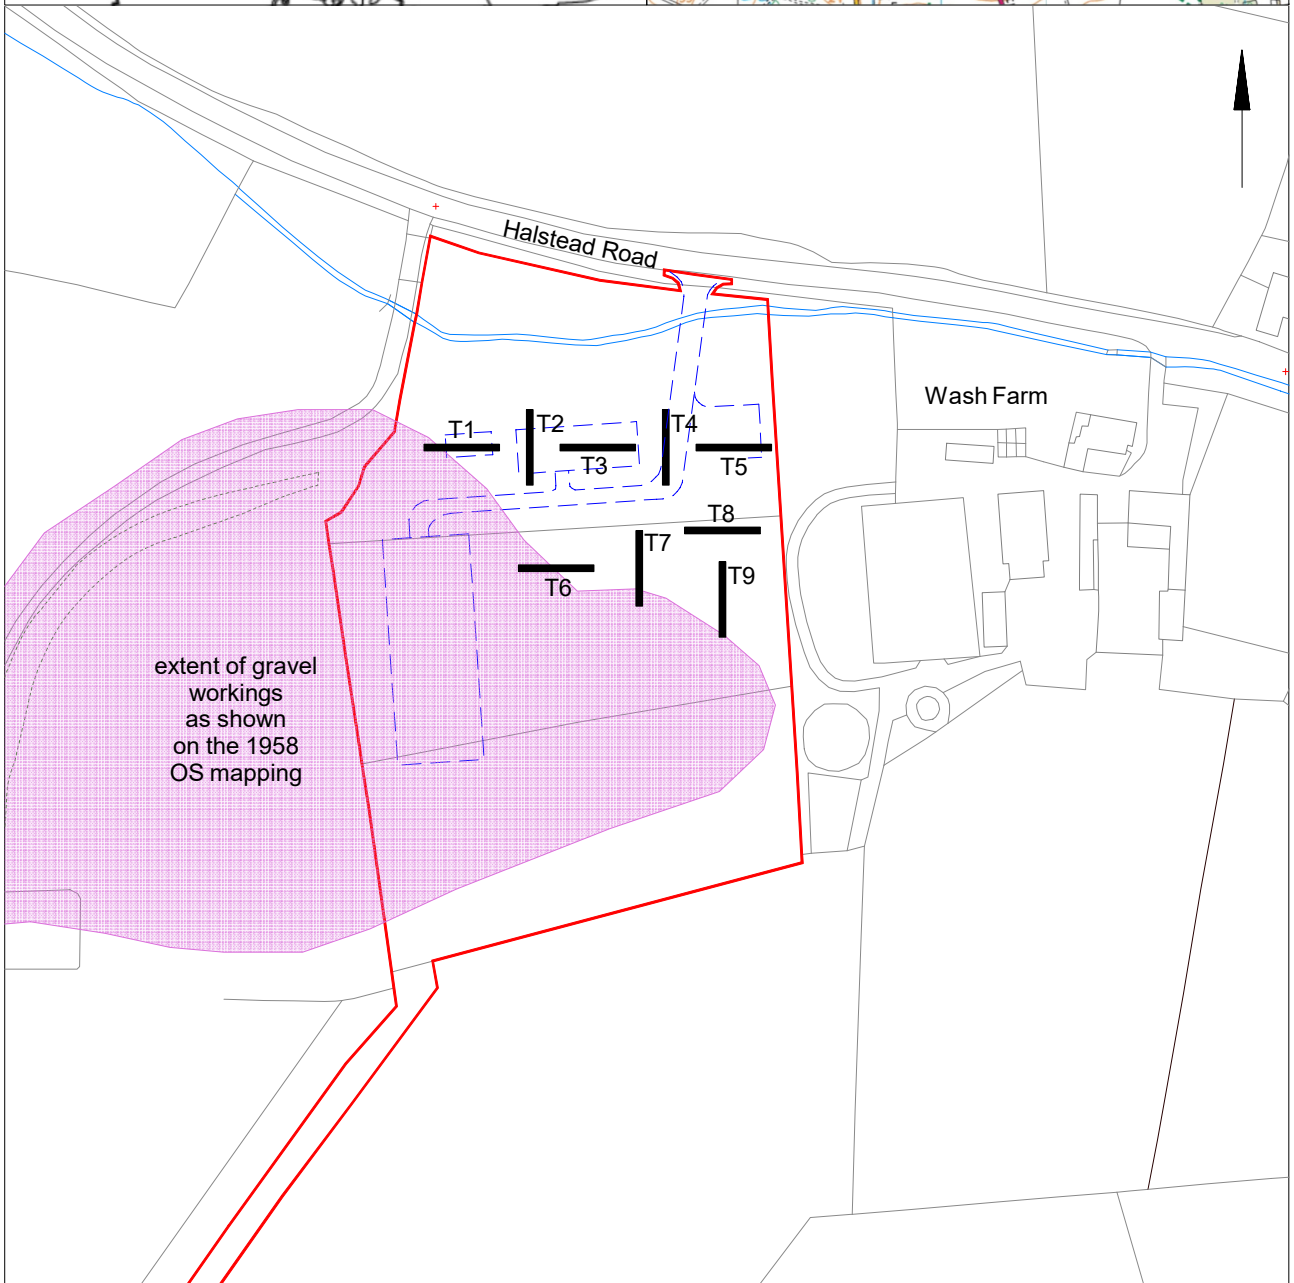 Halstead Road
Wash Farm
T1
T2
T3
T4
T5
T6
T7
T8
T9
extent of gravel
workings
as shown
on the 1958
OS mapping